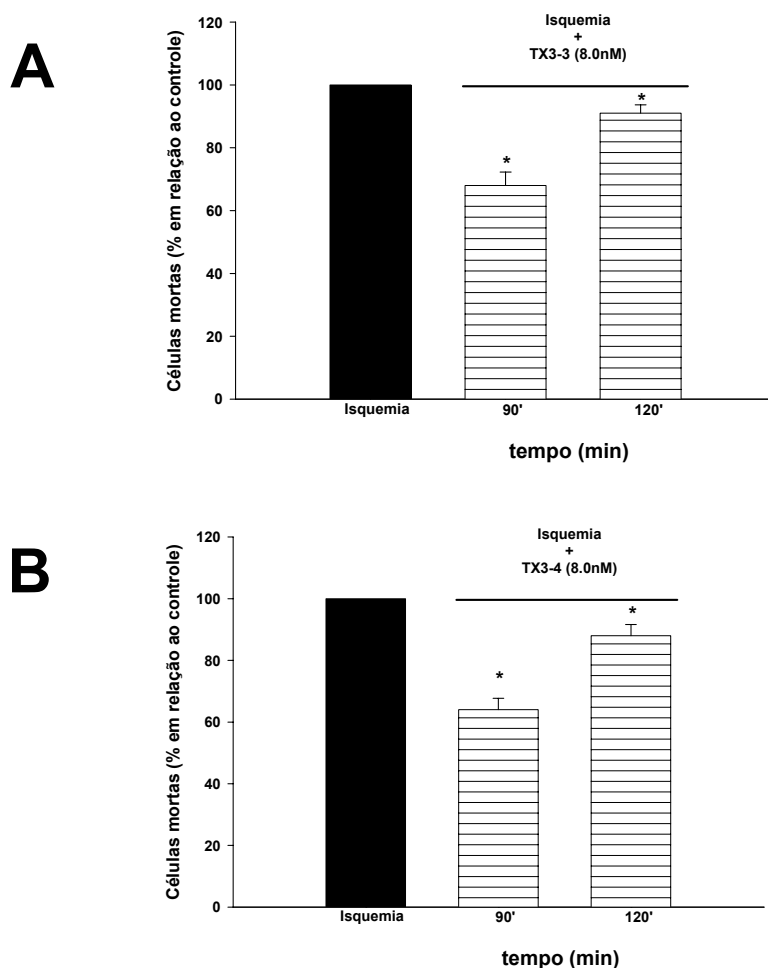 A
Isquemia
+
TX3-3 (8.0nM)
Células mortas (% em relação ao controle)
120
100
80
60
40
20
0
*
*
Isquemia 90' 120'
tempo (min)
B
Isquemia
+
TX3-4 (8.0nM)
Células mortas (% em relação ao controle)
120
100
80
60
40
20
0
*
*
Isquemia 90' 120'
tempo (min)